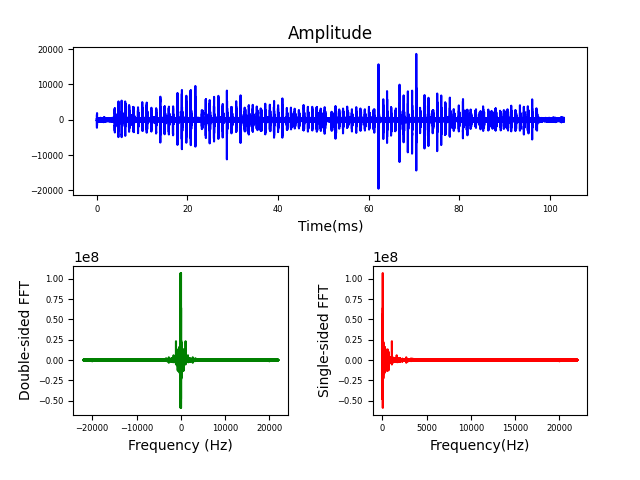 Amplitude
20000
10000
0
−10000
−20000
0 20 40 60 80 100
Time(ms)
1e8
1.00
0.75
0.50
0.25
0.00
−0.25
−0.50
Double-sided FFT
−20000 −10000 0 10000 20000
Frequency (Hz)
1e8
1.00
0.75
0.50
0.25
0.00
−0.25
−0.50
Single-sided FFT
0 5000 10000 15000 20000
Frequency(Hz)